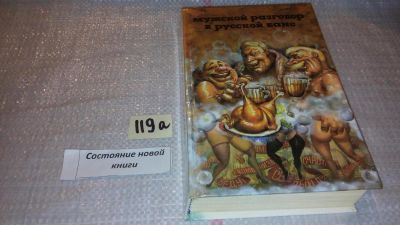 мужской разговор
в русской бане
119а
Состояние новой
книги